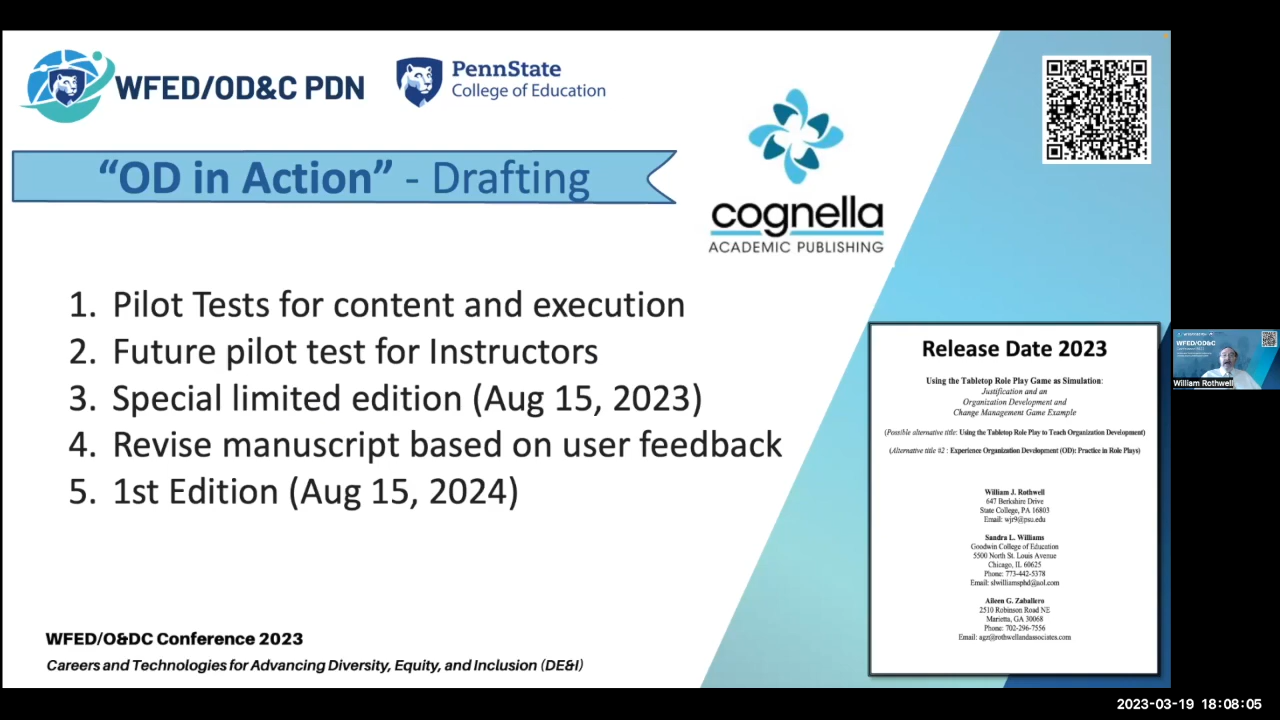 WFED/OD&C PDN
PennState
College of Education
“OD in Action” - Drafting
cognella
ACADEMIC PUBLISHING
1. Pilot Tests for content and execution
2. Future pilot test for Instructors
3. Special limited edition (Aug 15, 2023)
4. Revise manuscript based on user feedback
5. 1st Edition (Aug 15, 2024)
Release Date 2023
Using the Tabletop Role Play Game as Simulation:
Justification and an
Organization Development and
Change Management Game Example
(Possible alternative title: Using the Tabletop Role Play to Teach Organization Development)
(Alternative title #2 : Experience Organization Development (OD): Practice in Role Plays)
William J. Rothwell
647 Berkshire Drive
State College, PA 16803
Email: wjr9@psu.edu
Sandra L. Williams
Goodwin College of Education
5500 North St. Louis Avenue
Chicago, IL 60625
Phone: 773-442-5378
Email: slwilliamsphd@aol.com
Aileen G. Zaballero
2510 Robinson Road NE
Marietta, GA 30068
Phone: 702-296-7556
Email: agz@rothwellandassociates.com
WFED/O&DC Conference 2023
Careers and Technologies for Advancing Diversity, Equity, and Inclusion (DE&I)
WFED/OD&C
William Rothwell
2023-03-19 18:08:05